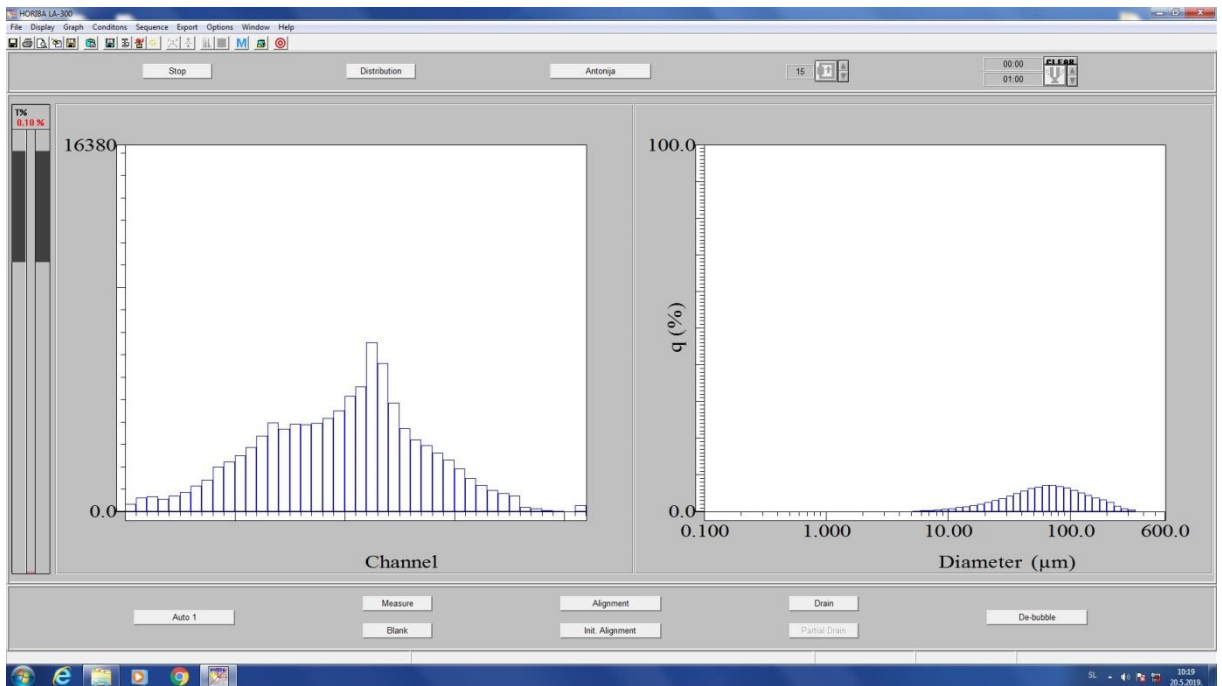 HORIBA LA-300
File Display Graph Conditons Sequence Export Options Window Help
M
Stop
Distribution
Antonija
15
00:00
01:00
CLEAR
T%
0.10 %
16380
0.0
Channel
100.0
q (%)
0.0
0.100 1.000 10.00 100.0 600.0
Diameter (µm)
Auto 1
Measure
Blank
Alignment
Init. Alignment
Drain
Partial Drain
De-bubble
SL
10:19
20.5.2019.